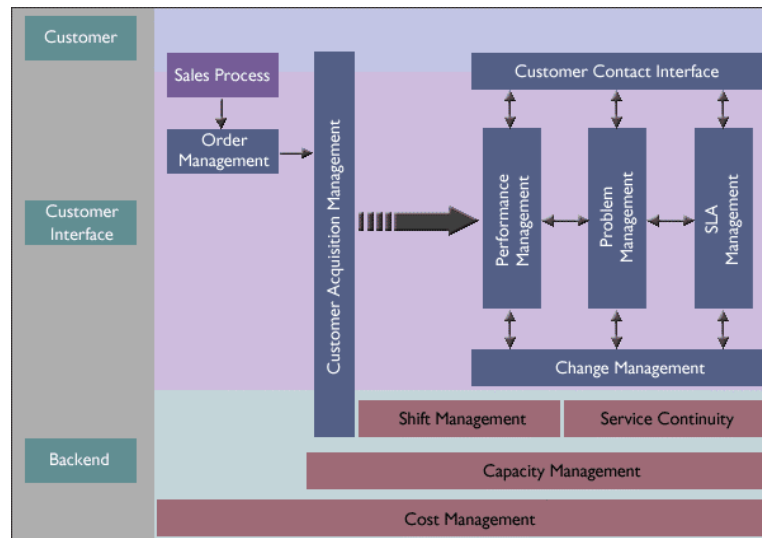 Customer
Sales Process
Customer Contact Interface
Order
Management
Customer Acquisition Management
Performance
Management
Problem
Management
SLA
Management
Customer
Interface
Change Management
Shift Management
Service Continuity
Backend
Capacity Management
Cost Management